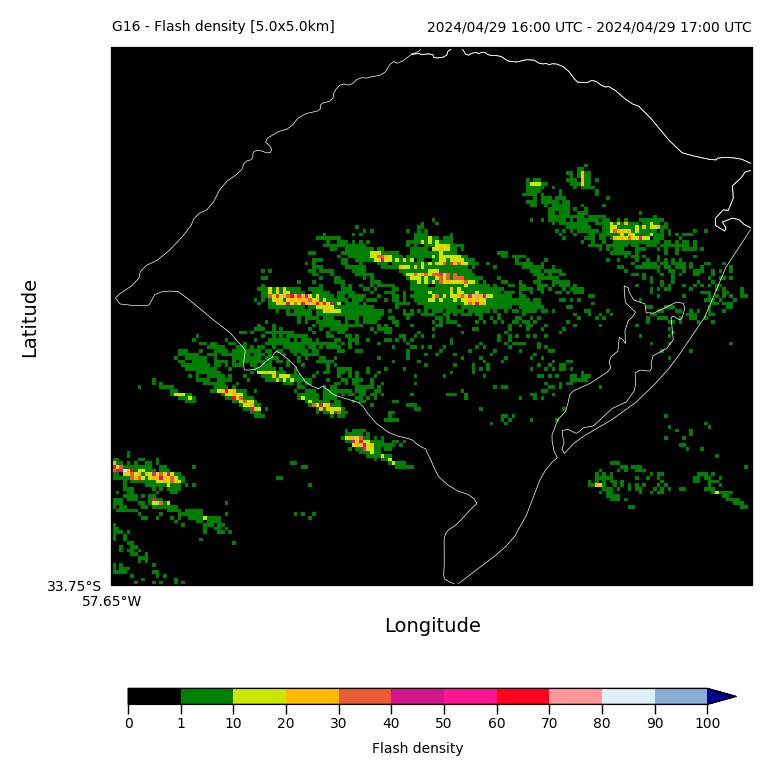 G16 - Flash density [5.0x5.0km] 2024/04/29 16:00 UTC - 2024/04/29 17:00 UTC
Latitude
33.75°S
57.65°W
Longitude
0 1 10 20 30 40 50 60 70 80 90 100
Flash density